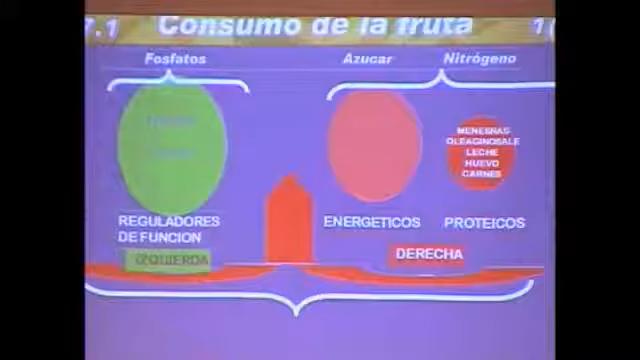 7.1 Consumo de la fruta 1(
Fosfatos Azucar Nitrógeno
MENESRAS
OLEAGINOSALE
LECHE
HUEVO
CARNES
REGULADORES
DE FUNCION
ENERGETICOS PROTEICOS
IZQUIERDA DERECHA